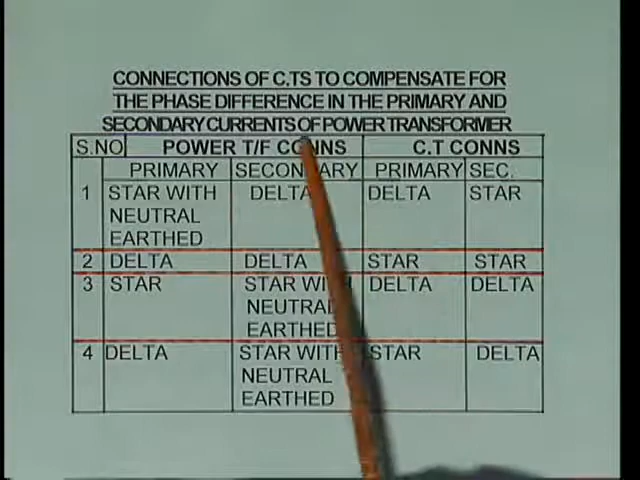 CONNECTIONS OF C.TS TO COMPENSATE FOR
THE PHASE DIFFERENCE IN THE PRIMARY AND
SECONDARY CURRENTS OF POWER TRANSFORMER
S.NO POWER T/F CONNS C.T CONNS
PRIMARY SECONDARY PRIMARY SEC.
1 STAR WITH DELTA DELTA STAR
NEUTRAL
EARTHED
2 DELTA DELTA STAR STAR
3 STAR STAR WITH DELTA DELTA
NEUTRAL
EARTHED
4 DELTA STAR WITH STAR DELTA
NEUTRAL
EARTHED